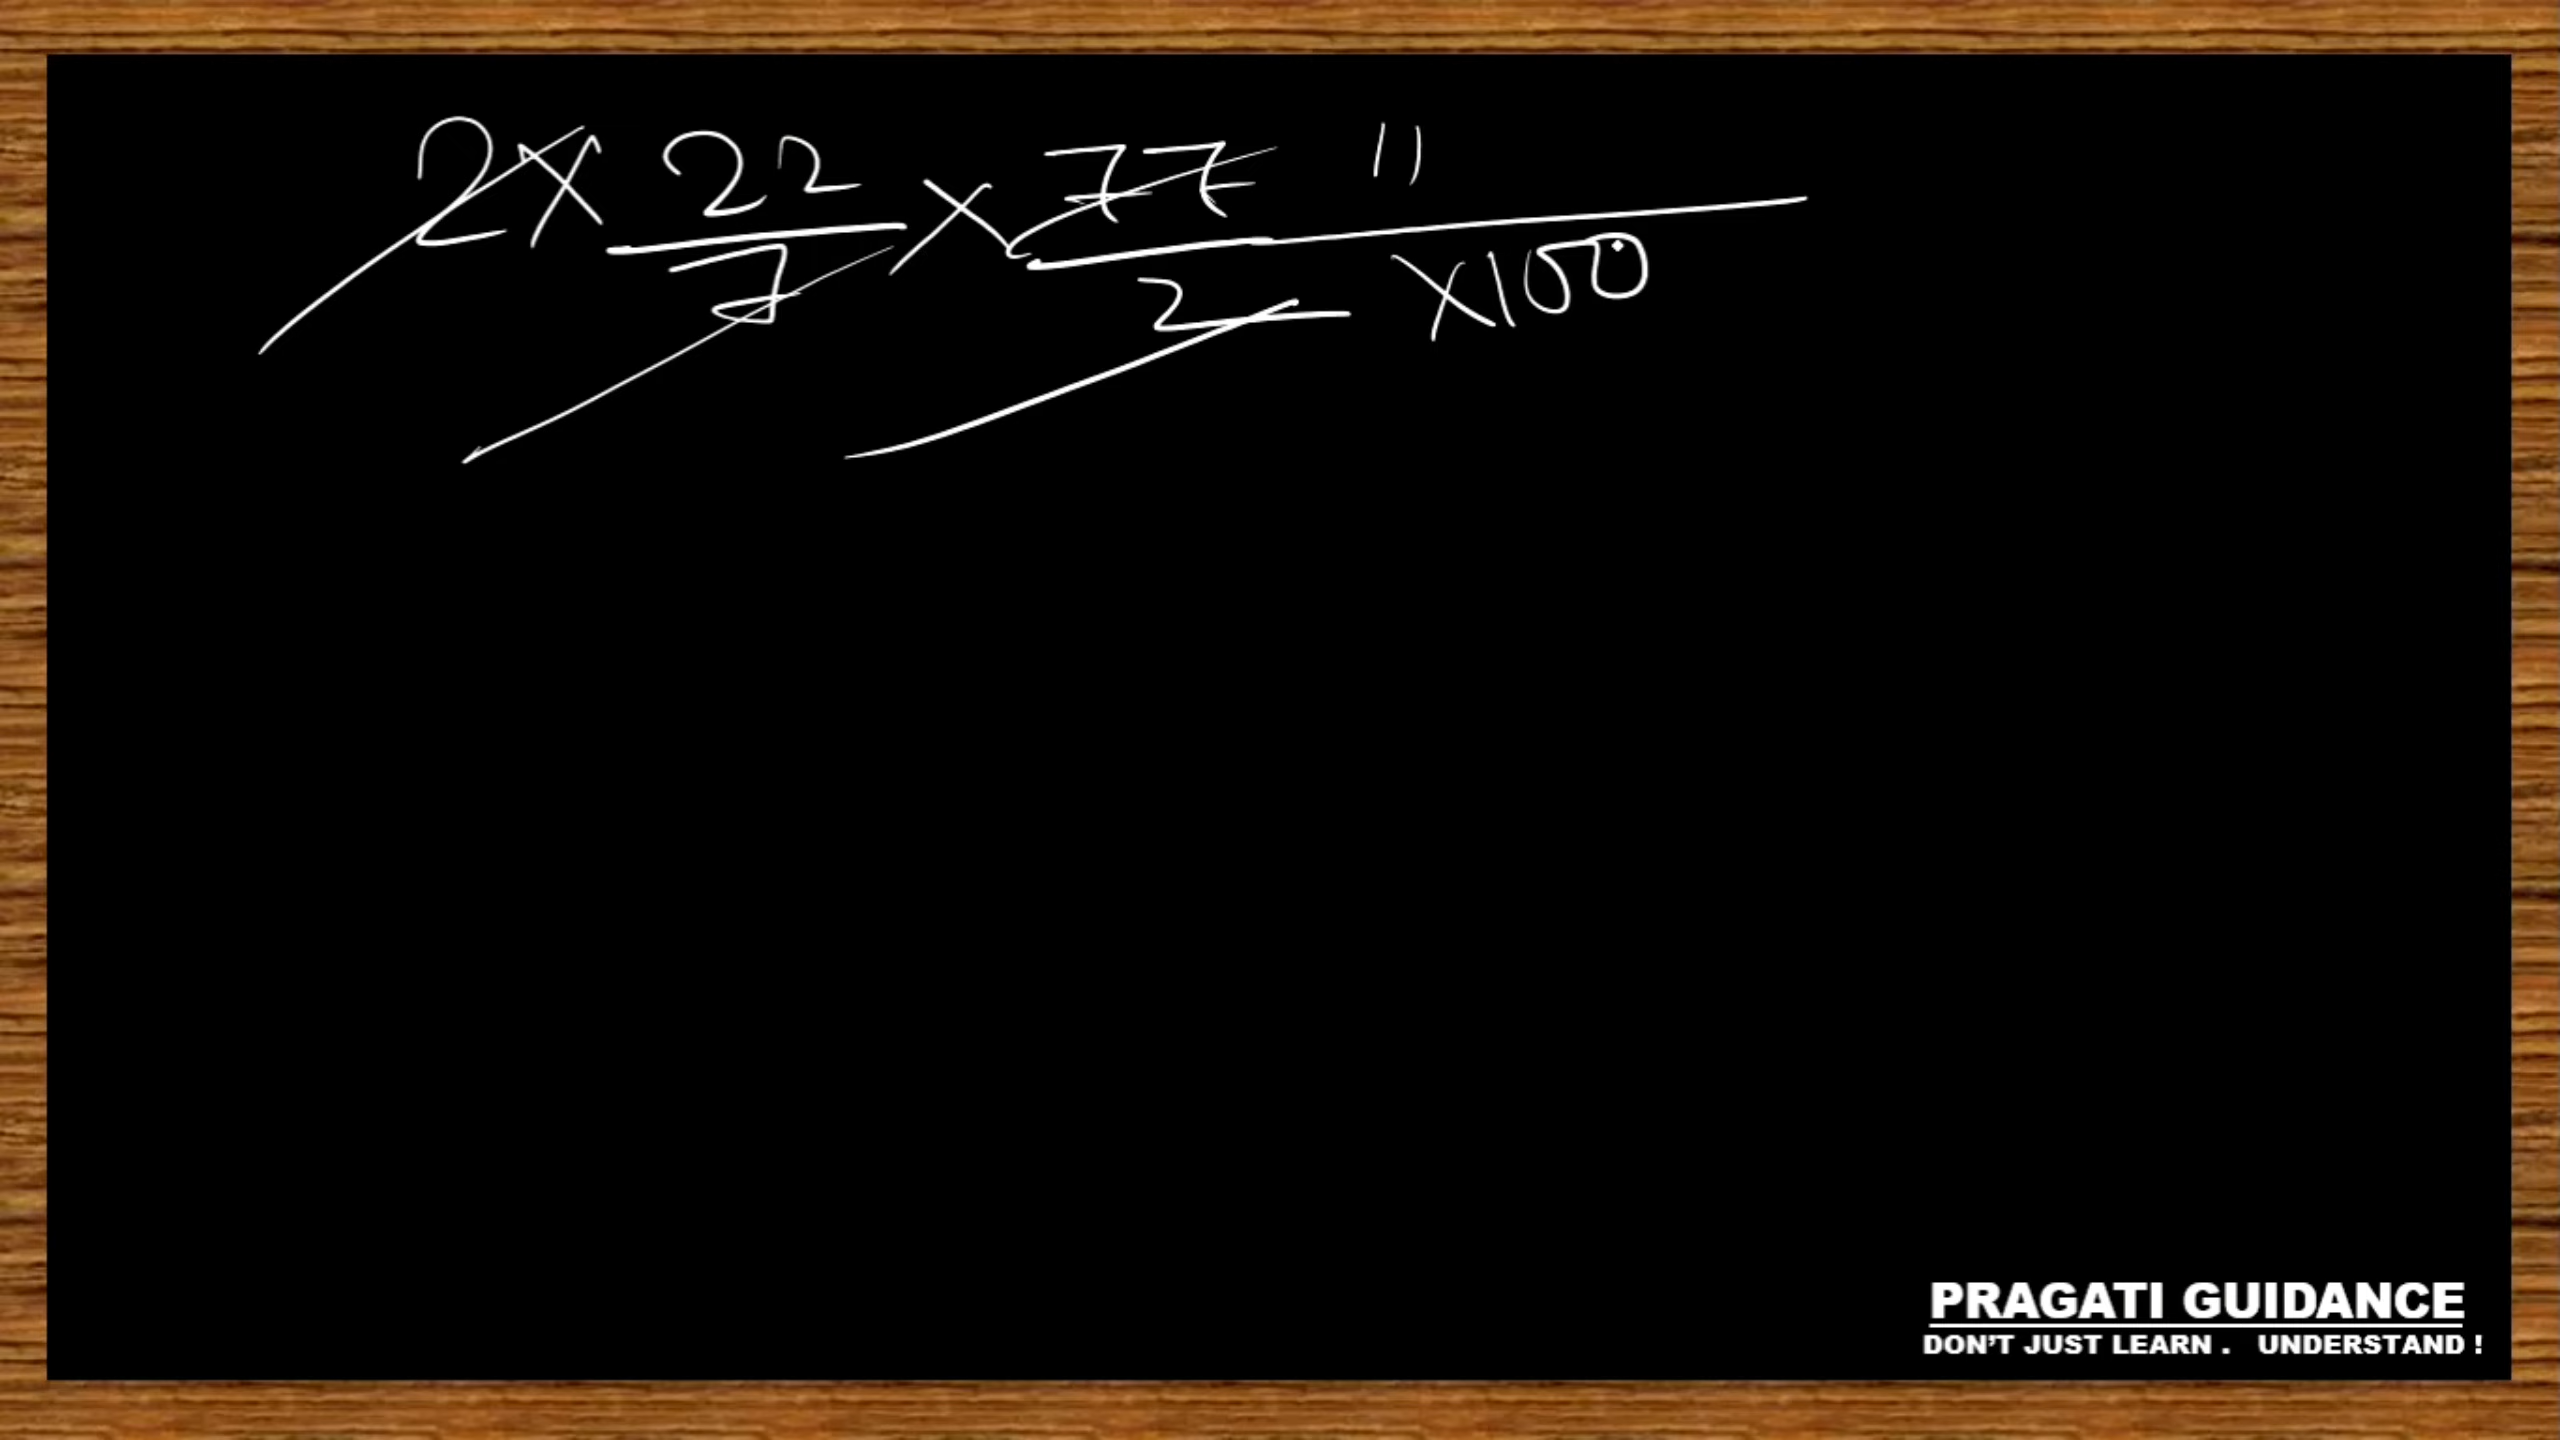 2 × 22/7 × 77/2 × 100 11
PRAGATI GUIDANCE
DON'T JUST LEARN . UNDERSTAND !